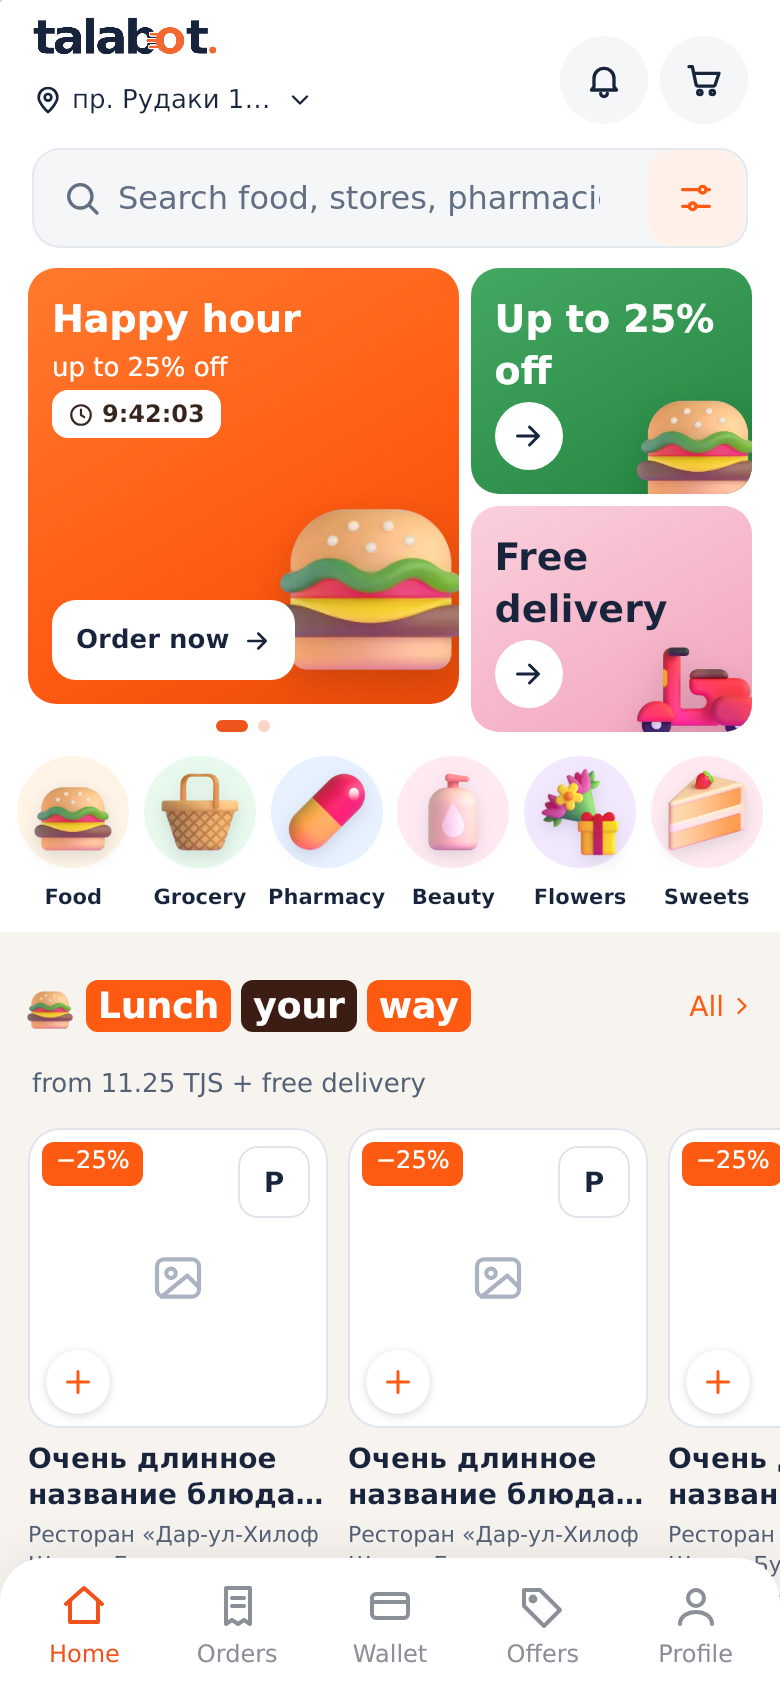 talabot.
пр. Рудаки 1...
Search food, stores, pharmaci
Happy hour
up to 25% off
9:42:03
Order now
Up to 25%
off
Free
delivery
Food Grocery Pharmacy Beauty Flowers Sweets
Lunch your way
All
from 11.25 TJS + free delivery
−25% P −25% P −25%
Очень длинное Очень длинное Очень
название блюда... название блюда... назван
Ресторан «Дар-ул-Хилоф Ресторан «Дар-ул-Хилоф Ресторан
Home Orders Wallet Offers Profile